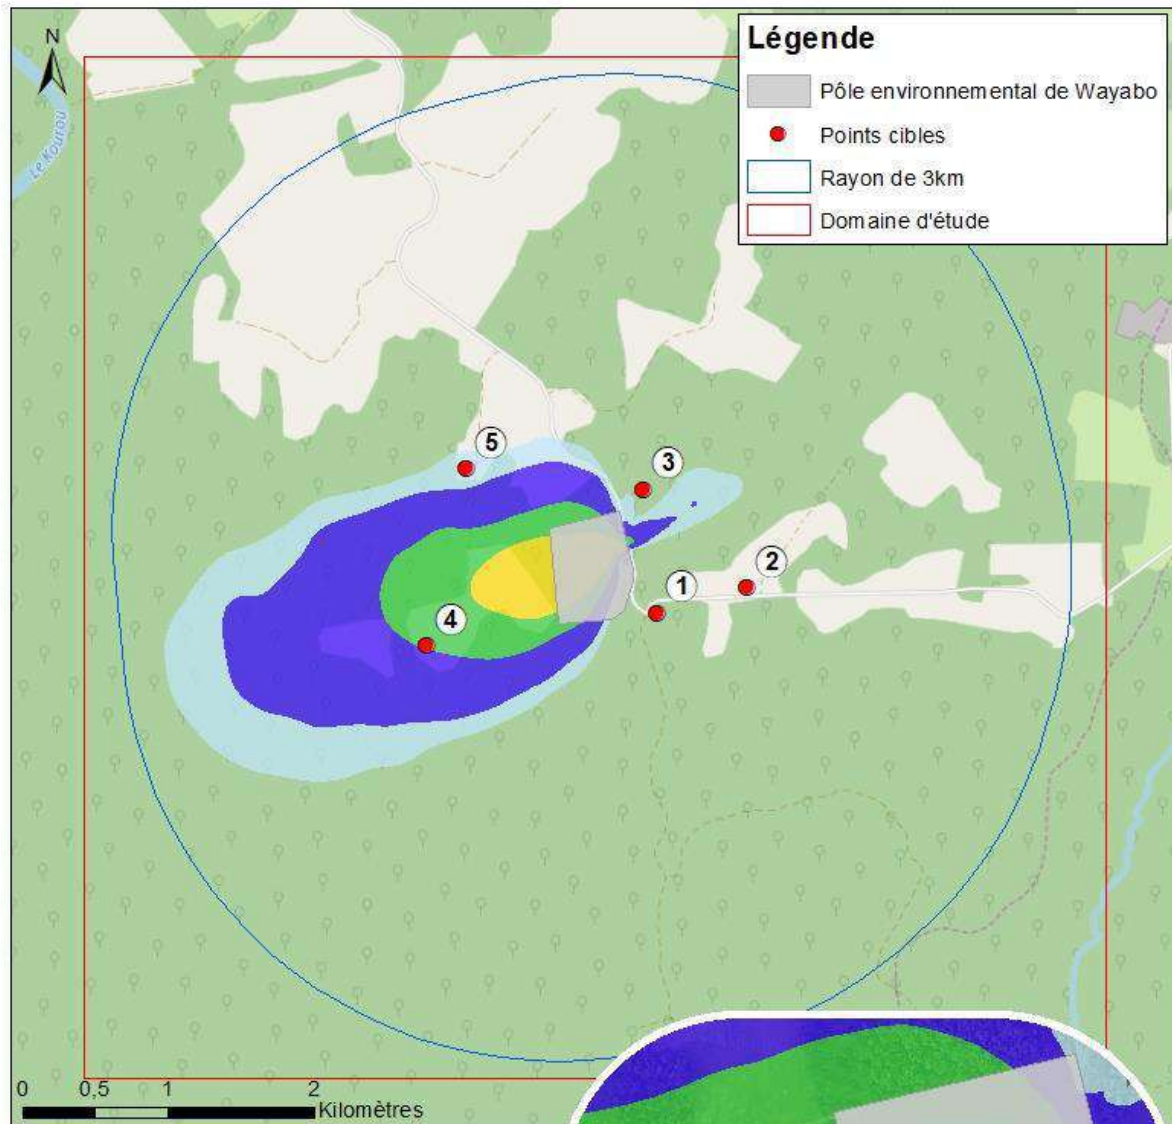 N
Légende
Pôle environnemental de Wayabo
Points cibles
Rayon de 3km
Domaine d'étude
Le Kourou
5
3
2
1
4
0 0,5 1 2
Kilomètres